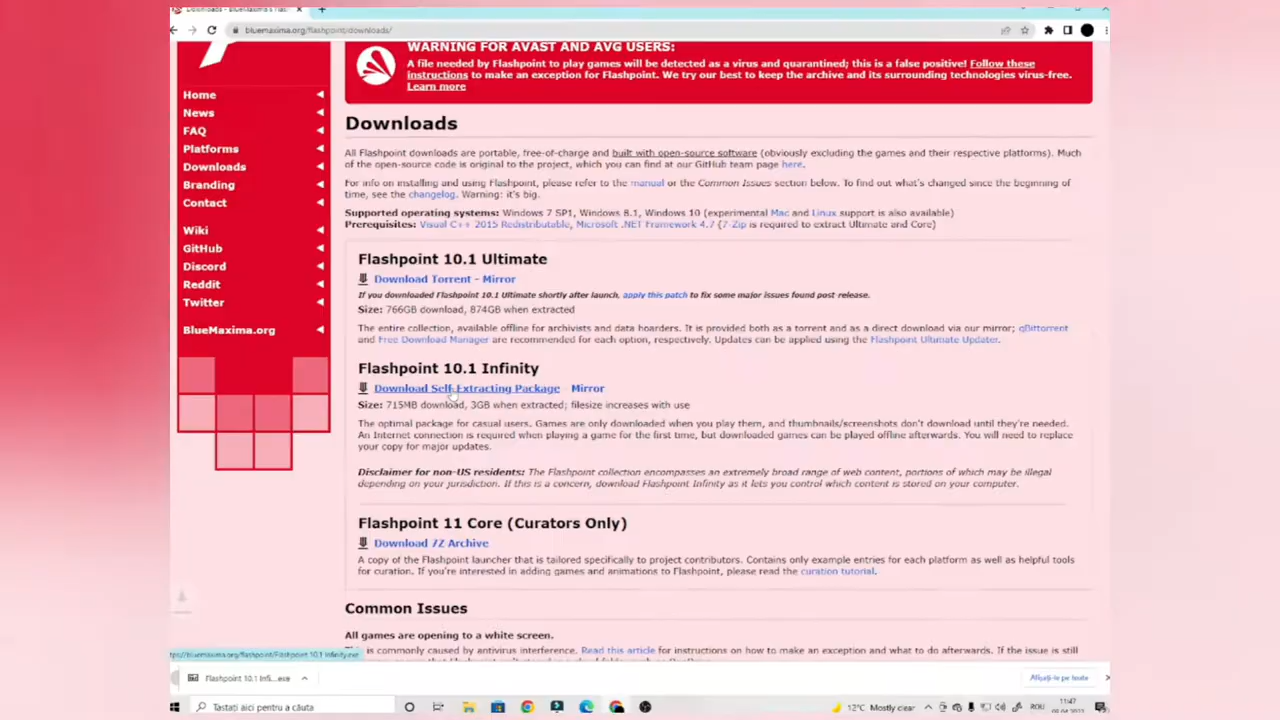 Downloads - BlueMaxima's Flas
bluemaxima.org/flashpoint/downloads/
WARNING FOR AVAST AND AVG USERS:
A file needed by Flashpoint to play games will be detected as a virus and quarantined; this is a false positive! Follow these
instructions to make an exception for Flashpoint. We try our best to keep the archive and its surrounding technologies virus-free.
Learn more
Home
News
FAQ
Platforms
Downloads
Branding
Contact
Wiki
GitHub
Discord
Reddit
Twitter
BlueMaxima.org
Downloads
All Flashpoint downloads are portable, free-of-charge and built with open-source software (obviously excluding the games and their respective platforms). Much
of the open-source code is original to the project, which you can find at our GitHub team page here.
For info on installing and using Flashpoint, please refer to the manual or the Common Issues section below. To find out what's changed since the beginning of
time, see the changelog. Warning: it's big.
Supported operating systems: Windows 7 SP1, Windows 8.1, Windows 10 (experimental Mac and Linux support is also available)
Prerequisites: Visual C++ 2015 Redistributable, Microsoft .NET Framework 4.7 (7-Zip is required to extract Ultimate and Core)
Flashpoint 10.1 Ultimate
Download Torrent - Mirror
If you downloaded Flashpoint 10.1 Ultimate shortly after launch, apply this patch to fix some major issues found post-release.
Size: 766GB download, 874GB when extracted
The entire collection, available offline for archivists and data hoarders. It is provided both as a torrent and as a direct download via our mirror; qBittorrent
and Free Download Manager are recommended for each option, respectively. Updates can be applied using the Flashpoint Ultimate Updater.
Flashpoint 10.1 Infinity
Download Self-Extracting Package Mirror
Size: 715MB download, 3GB when extracted; filesize increases with use
The optimal package for casual users. Games are only downloaded when you play them, and thumbnails/screenshots don't download until they're needed.
An Internet connection is required when playing a game for the first time, but downloaded games can be played offline afterwards. You will need to replace
your copy for major updates.
Disclaimer for non-US residents: The Flashpoint collection encompasses an extremely broad range of web content, portions of which may be illegal
depending on your jurisdiction. If this is a concern, download Flashpoint Infinity as it lets you control which content is stored on your computer.
Flashpoint 11 Core (Curators Only)
Download 7Z Archive
A copy of the Flashpoint launcher that is tailored specifically to project contributors. Contains only example entries for each platform as well as helpful tools
for curation. If you're interested in adding games and animations to Flashpoint, please read the curation tutorial.
Common Issues
All games are opening to a white screen.
is commonly caused by antivirus interference. Read this article for instructions on how to make an exception and what to do afterwards. If the issue is still
ttps://bluemaxima.org/flashpoint/Flashpoint 10.1 Infinity.exe
Flashpoint 10.1 Infi....exe
Afișați-le pe toate
Tastați aici pentru a căuta
12°C Mostly clear
ROU
11:47